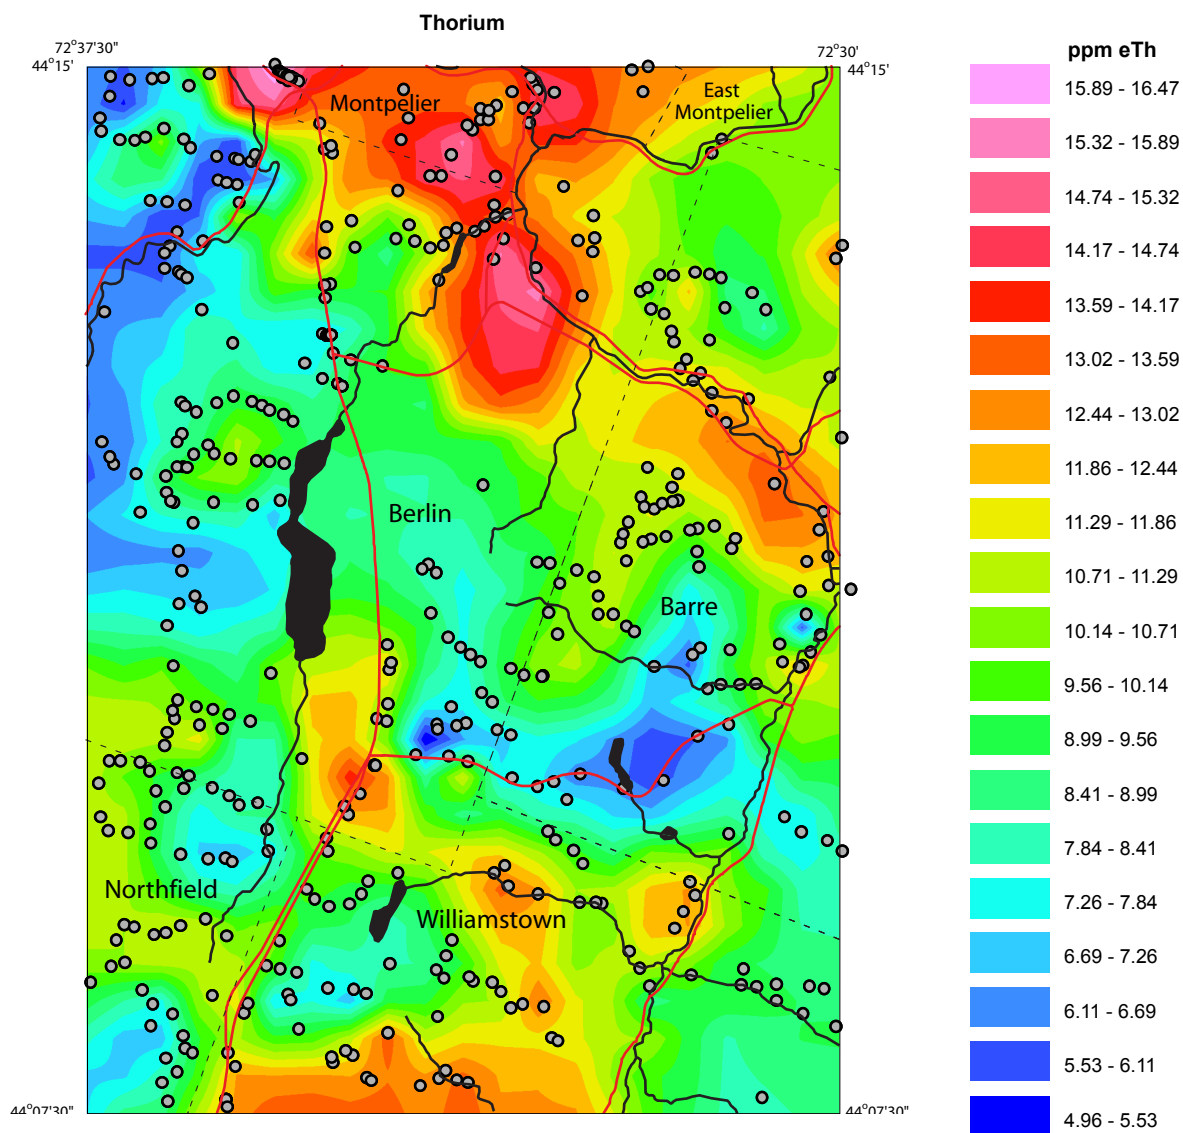 Thorium
72°37'30"
72°30'
44°15'
44°15'
ppm eTh
15.89 - 16.47
15.32 - 15.89
14.74 - 15.32
14.17 - 14.74
13.59 - 14.17
13.02 - 13.59
12.44 - 13.02
11.86 - 12.44
11.29 - 11.86
10.71 - 11.29
10.14 - 10.71
9.56 - 10.14
8.99 - 9.56
8.41 - 8.99
7.84 - 8.41
7.26 - 7.84
6.69 - 7.26
6.11 - 6.69
5.53 - 6.11
4.96 - 5.53
Montpelier
East
Montpelier
Berlin
Barre
Northfield
Williamstown
44°07'30"
44°07'30"